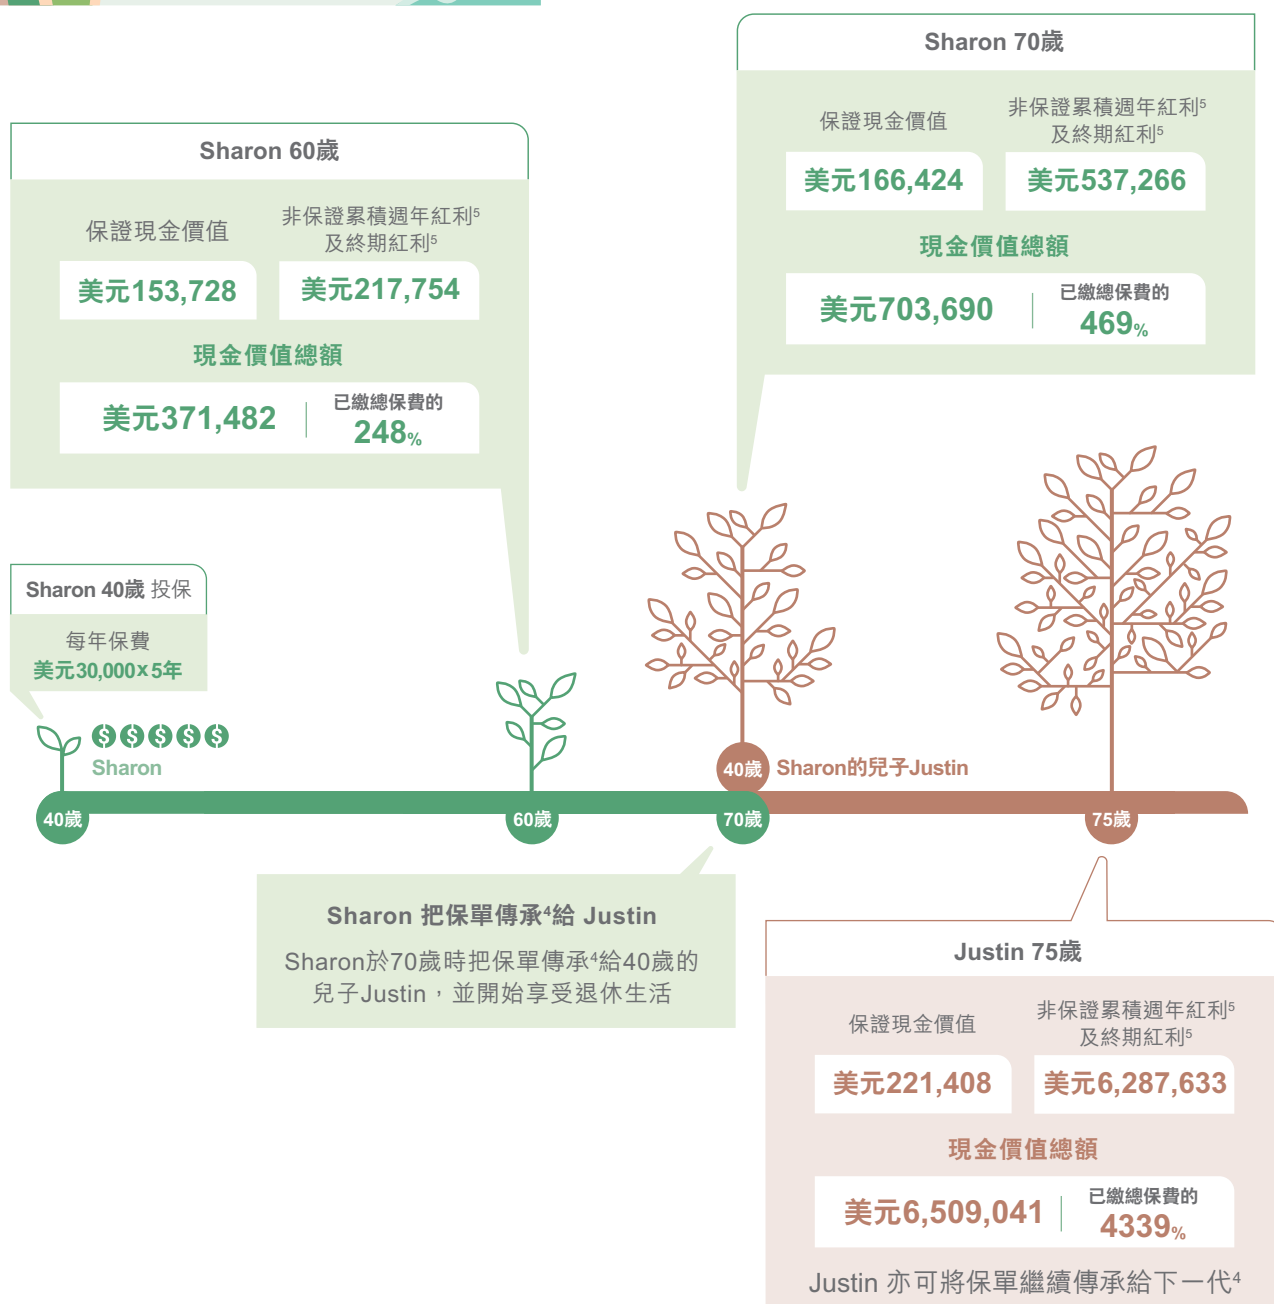 Sharon 70歲
保證現金價值
非保證累積週年紅利⁵
及終期紅利⁵
美元166,424
美元537,266
現金價值總額
美元703,690
已繳總保費的
469%
Sharon 60歲
保證現金價值
非保證累積週年紅利⁵
及終期紅利⁵
美元153,728
美元217,754
現金價值總額
美元371,482
已繳總保費的
248%
Sharon 40歲 投保
每年保費
美元30,000x5年
Sharon
40歲 Sharon的兒子Justin
40歲
60歲
70歲
75歲
Sharon 把保單傳承⁴給 Justin
Sharon於70歲時把保單傳承⁴給40歲的
兒子Justin,並開始享受退休生活
Justin 75歲
保證現金價值
非保證累積週年紅利⁵
及終期紅利⁵
美元221,408
美元6,287,633
現金價值總額
美元6,509,041
已繳總保費的
4339%
Justin 亦可將保單繼續傳承給下一代⁴